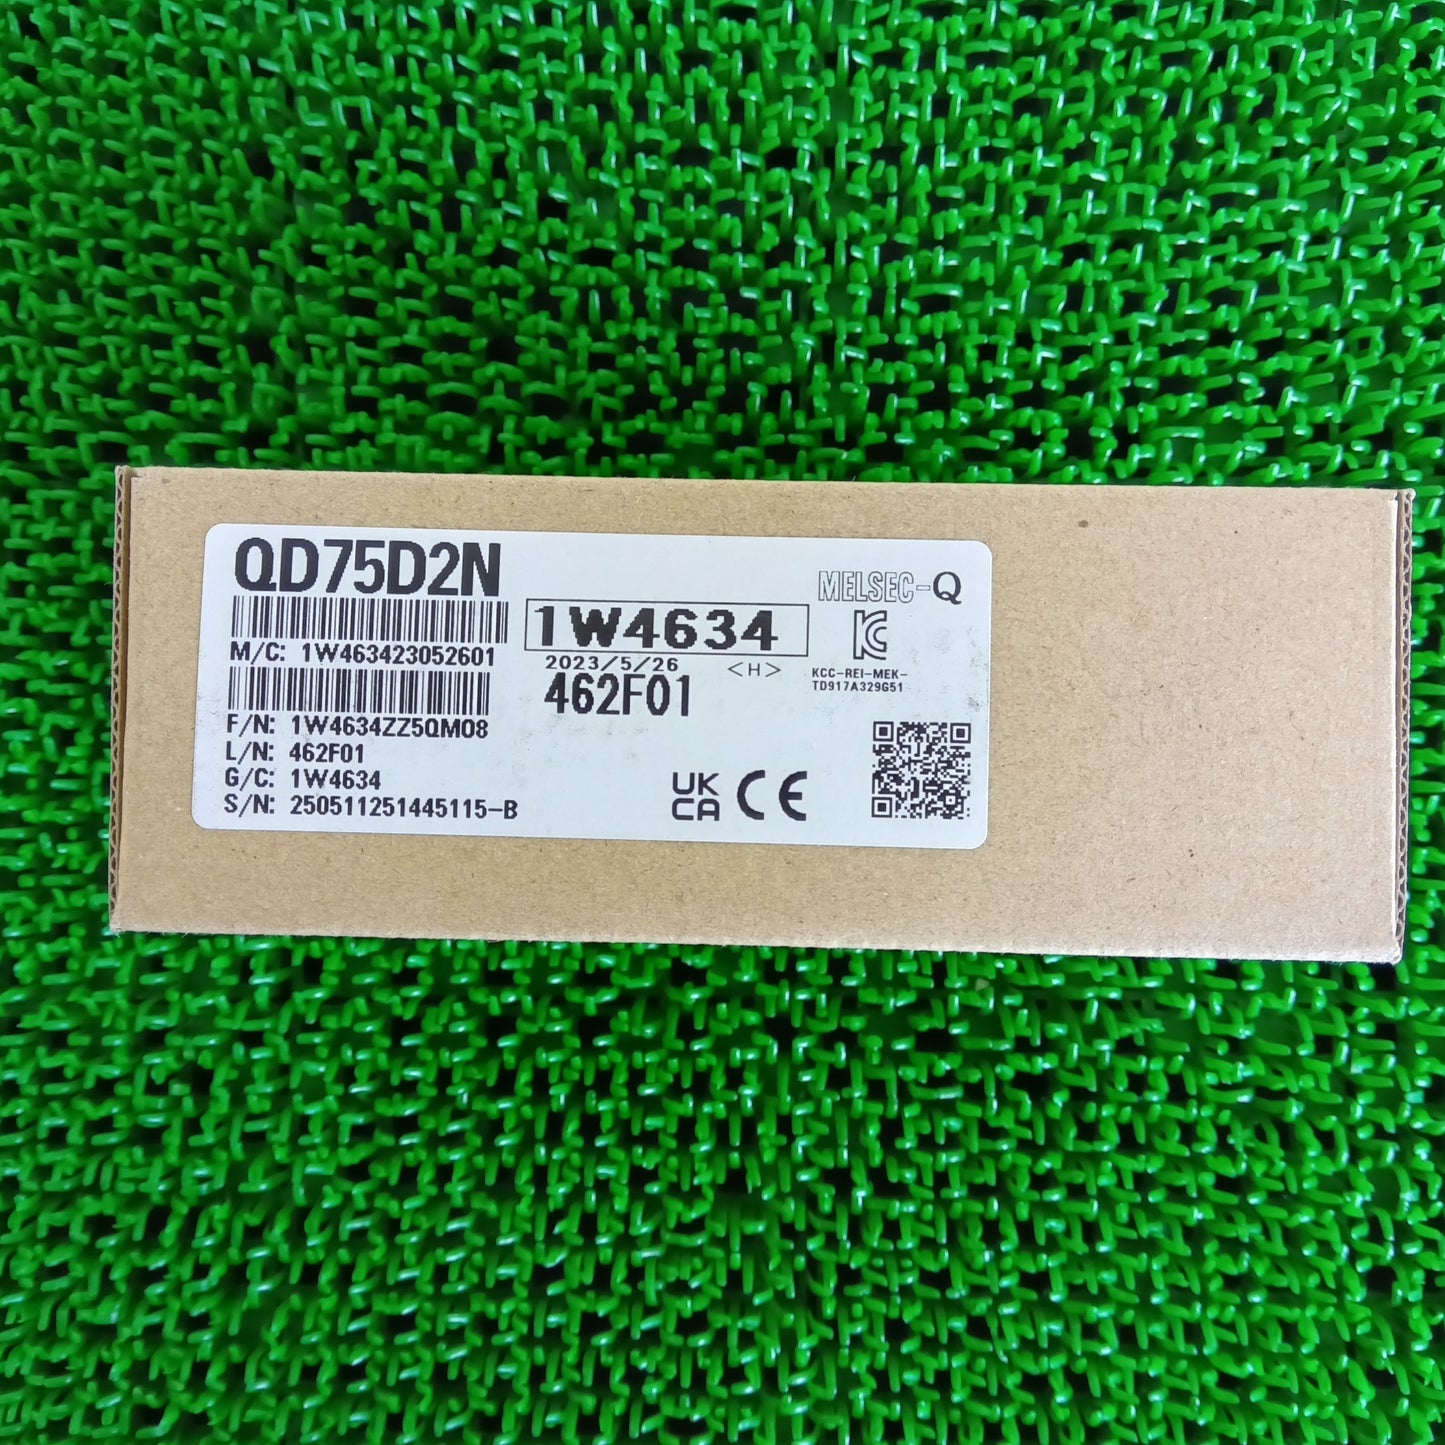 QD75D2N
M/C: 1W463423052601
F/N: 1W4634ZZ5QM08
L/N: 462F01
G/C: 1W4634
S/N: 250511251445115-B
1W4634
2023/5/26 <H>
462F01
UK
CA CE
MELSEC-Q
KCC-REI-MEK-
TD917A329G51